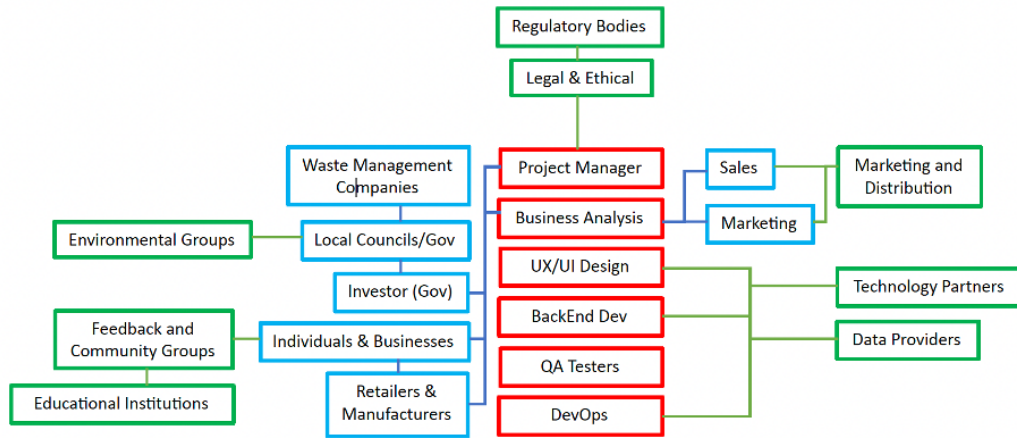 Regulatory Bodies
Legal & Ethical
Waste Management
Companies
Project Manager
Sales
Marketing and
Distribution
Business Analysis
Marketing
Environmental Groups
Local Councils/Gov
UX/UI Design
Investor (Gov)
Technology Partners
Feedback and
Community Groups
Individuals & Businesses
BackEnd Dev
Data Providers
QA Testers
Retailers &
Manufacturers
Educational Institutions
DevOps